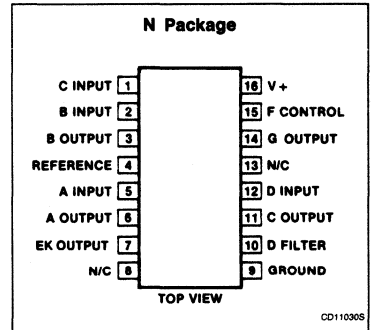 N Package
C INPUT 1
B INPUT 2
B OUTPUT 3
REFERENCE 4
A INPUT 5
A OUTPUT 6
EK OUTPUT 7
N/C 8
16 V+
15 F CONTROL
14 G OUTPUT
13 N/C
12 D INPUT
11 C OUTPUT
10 D FILTER
9 GROUND
TOP VIEW
CD11030S